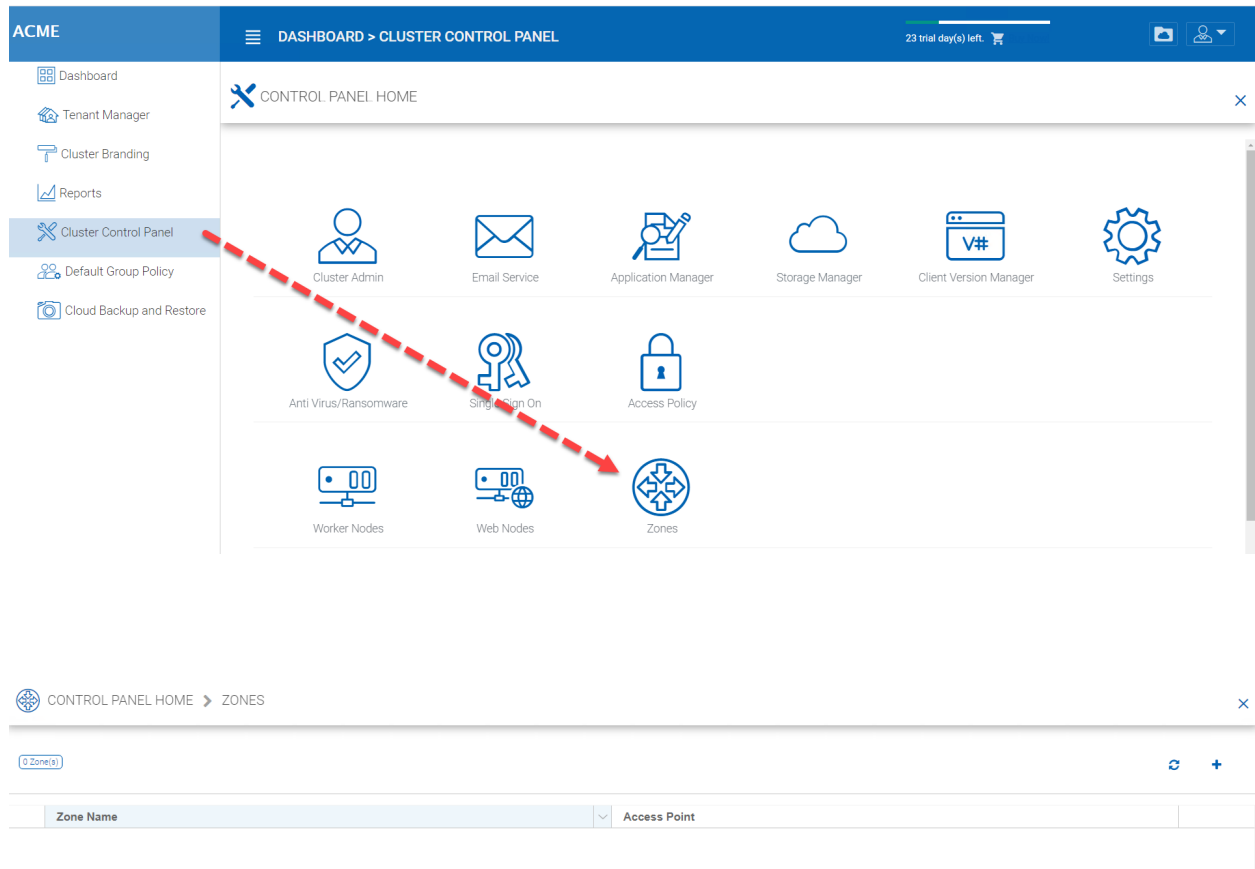 ACME
DASHBOARD > CLUSTER CONTROL PANEL
23 trial day(s) left.
Dashboard
Tenant Manager
Cluster Branding
Reports
Cluster Control Panel
Default Group Policy
Cloud Backup and Restore
CONTROL PANEL HOME
Cluster Admin
Email Service
Application Manager
Storage Manager
V#
Client Version Manager
Settings
Anti Virus/Ransomware
Single Sign On
Access Policy
Worker Nodes
Web Nodes
Zones
CONTROL PANEL HOME > ZONES
0 Zone(s)
Zone Name
Access Point